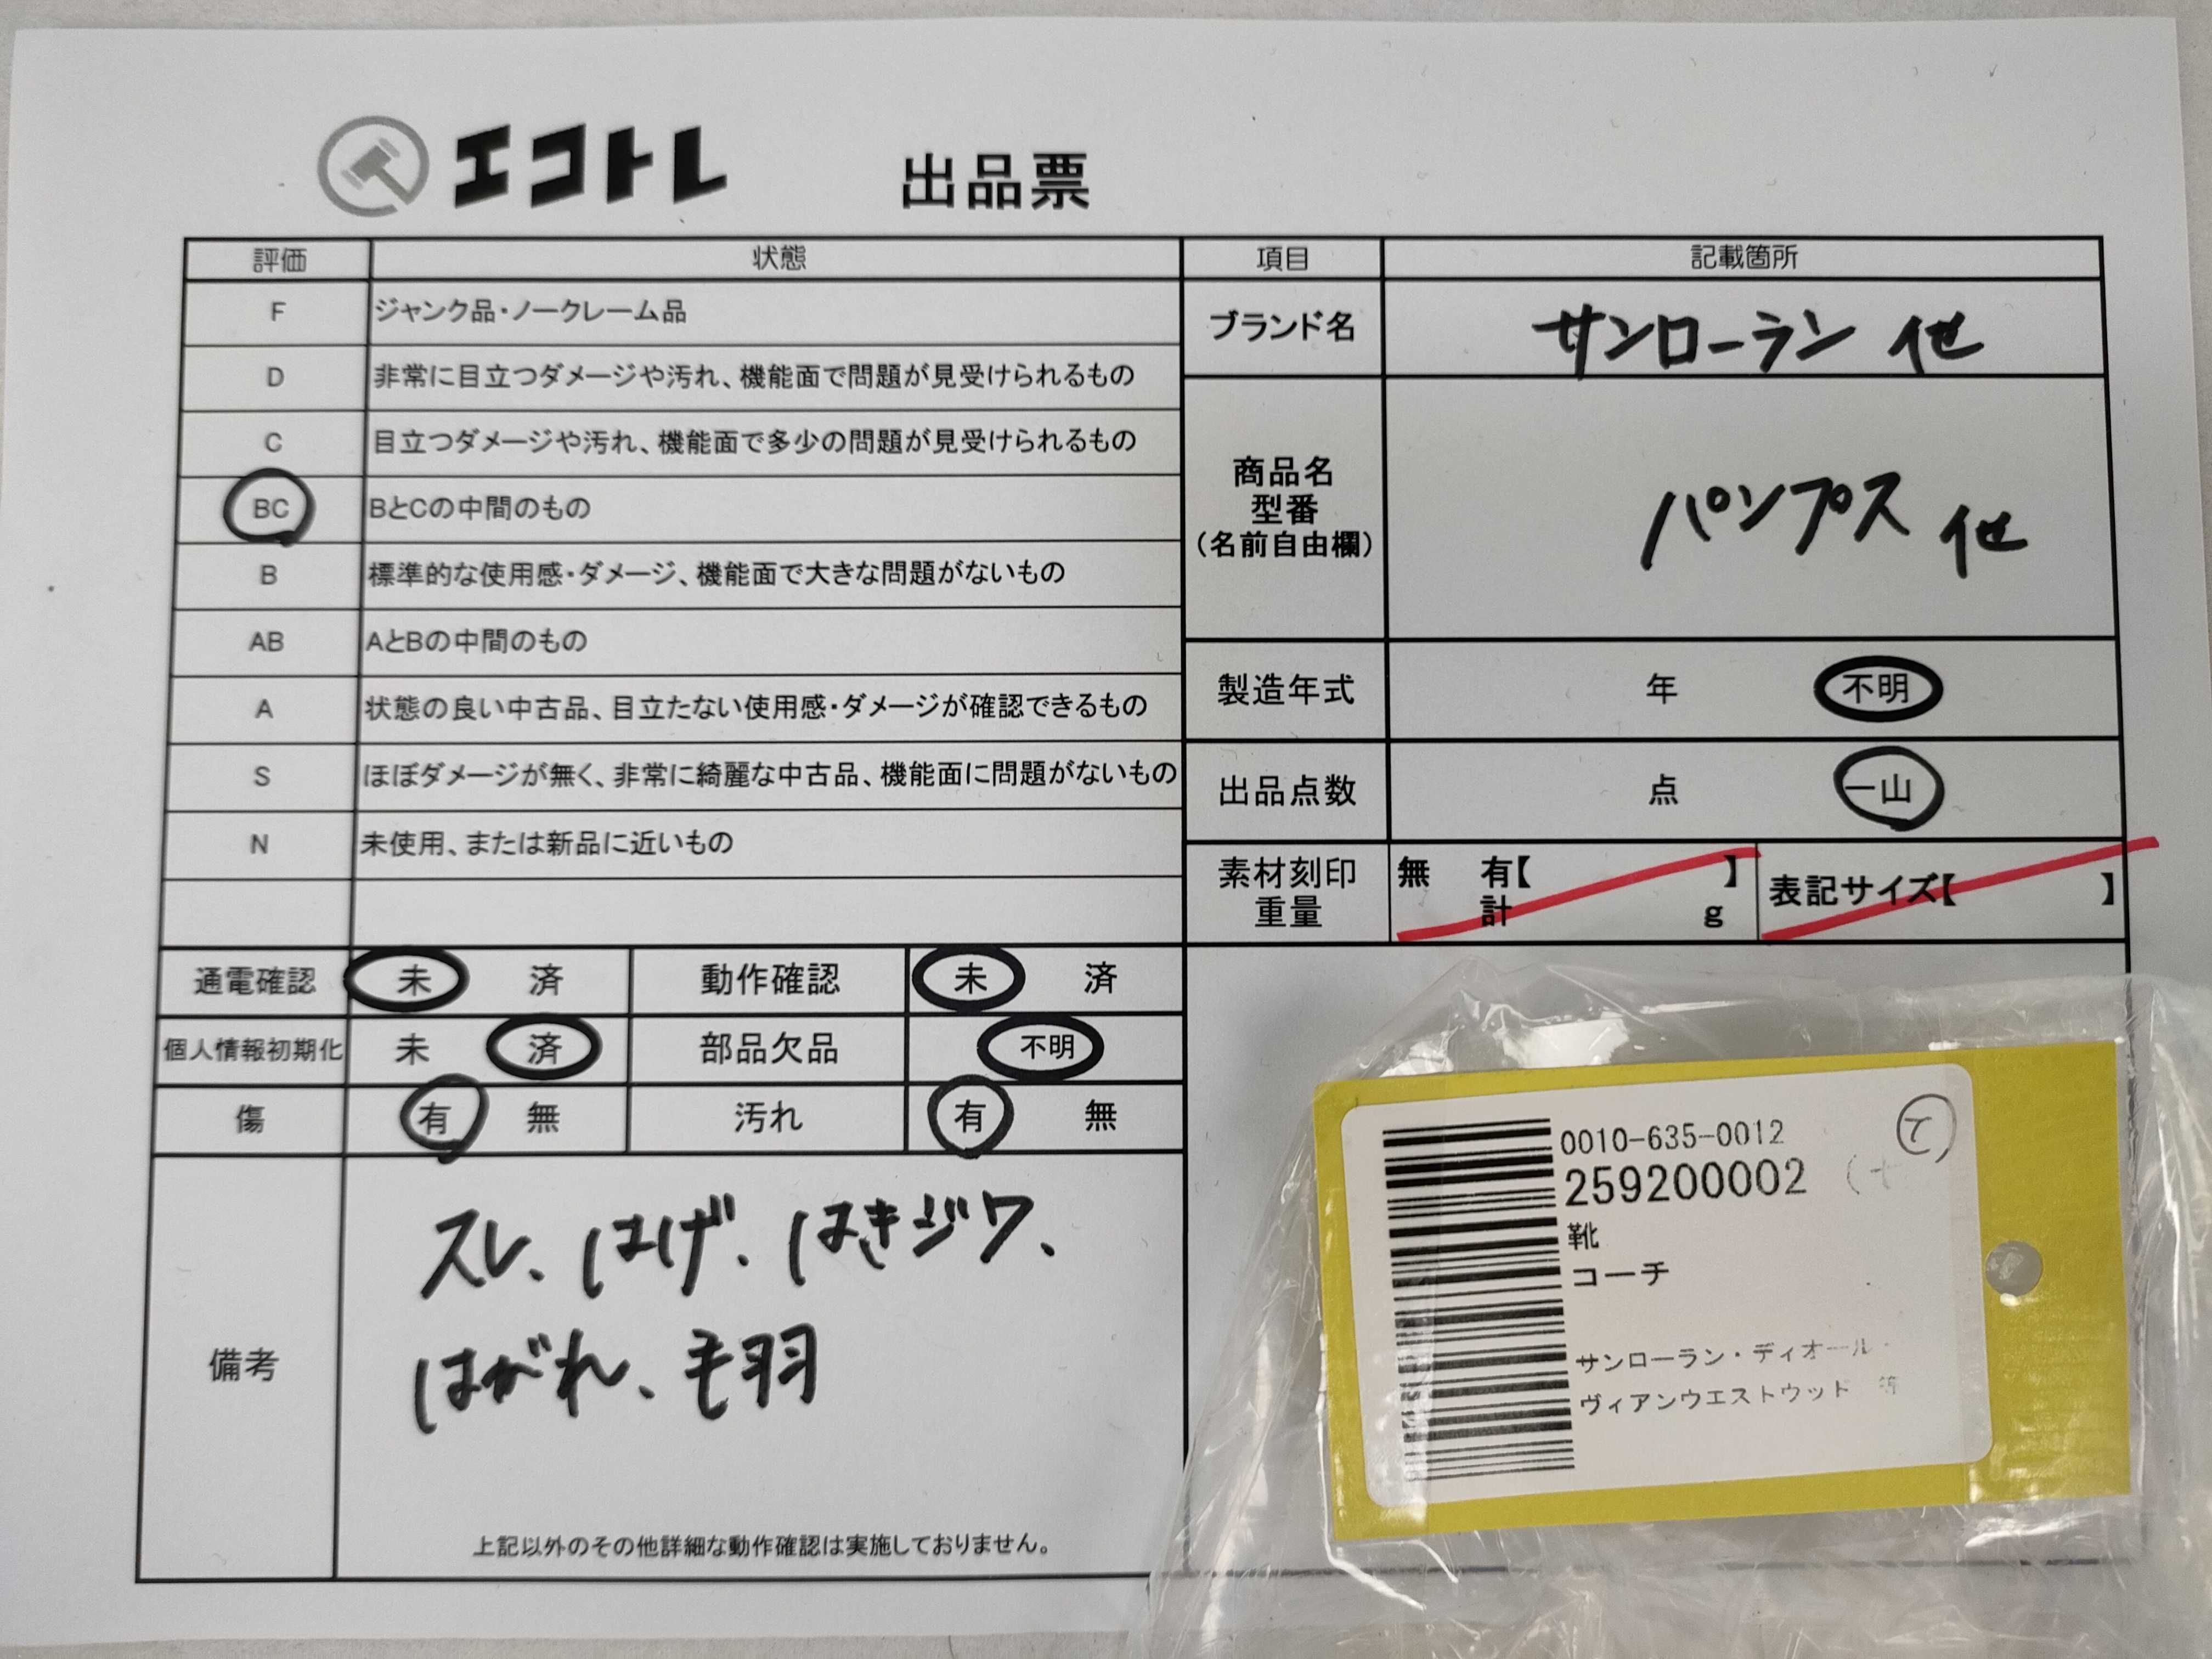 エコトレ 出品票
評価 状態
F ジャンク品・ノークレーム品
D 非常に目立つダメージや汚れ、機能面で問題が見受けられるもの
C 目立つダメージや汚れ、機能面で多少の問題が見受けられるもの
BC BとCの中間のもの
B 標準的な使用感・ダメージ、機能面で大きな問題がないもの
AB AとBの中間のもの
A 状態の良い中古品、目立たない使用感・ダメージが確認できるもの
S ほぼダメージが無く、非常に綺麗な中古品、機能面に問題がないもの
N 未使用、または新品に近いもの
項目 記載箇所
ブランド名 サンローラン 他
商品名
型番
(名前自由欄)
パンプス 他
製造年式 年 不明
出品点数 点 一山
素材刻印 無 有【 】
重量 計 g
表記サイズ【 】
通電確認 未 済 動作確認 未 済
個人情報初期化 未 済 部品欠品 不明
傷 有 無 汚れ 有 無
備考
スレ、はげ、はきジワ、
はがれ、毛羽
上記以外のその他詳細な動作確認は実施しておりません。
0010-635-0012
259200002
靴
コーチ
サンローラン・ディオール・
ヴィアンウエストウッド 等